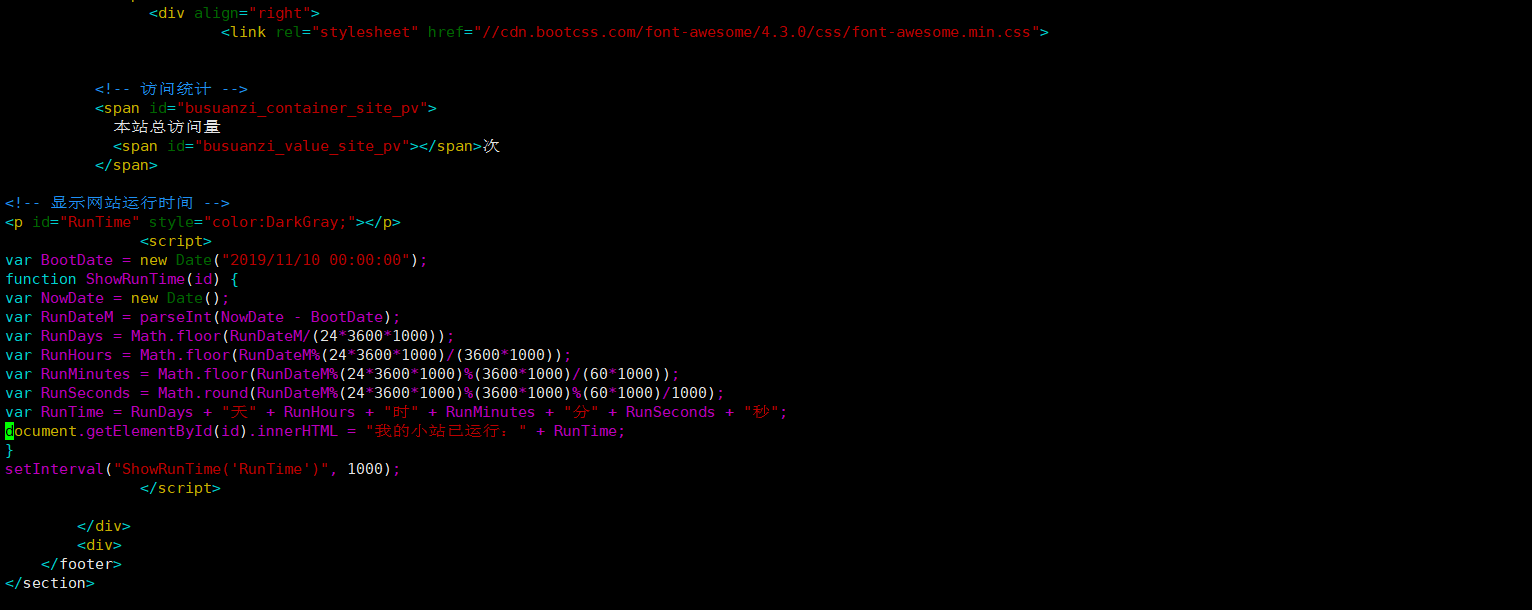 <div align="right">
<link rel="stylesheet" href="//cdn.bootcss.com/font-awesome/4.3.0/css/font-awesome.min.css">
<!-- 访问统计 -->
<span id="busuanzi_container_site_pv">
本站总访问量
<span id="busuanzi_value_site_pv"></span>次
</span>
<!-- 显示网站运行时间 -->
<p id="RunTime" style="color:DarkGray;"></p>
<script>
var BootDate = new Date("2019/11/10 00:00:00");
function ShowRunTime(id) {
var NowDate = new Date();
var RunDateM = parseInt(NowDate - BootDate);
var RunDays = Math.floor(RunDateM/(24*3600*1000));
var RunHours = Math.floor(RunDateM%(24*3600*1000)/(3600*1000));
var RunMinutes = Math.floor(RunDateM%(24*3600*1000)%(3600*1000)/(60*1000));
var RunSeconds = Math.round(RunDateM%(24*3600*1000)%(3600*1000)%(60*1000)/1000);
var RunTime = RunDays + "天" + RunHours + "时" + RunMinutes + "分" + RunSeconds + "秒";
document.getElementById(id).innerHTML = "我的小站已运行：" + RunTime;
}
setInterval("ShowRunTime('RunTime')", 1000);
</script>
</div>
<div>
</footer>
</section>